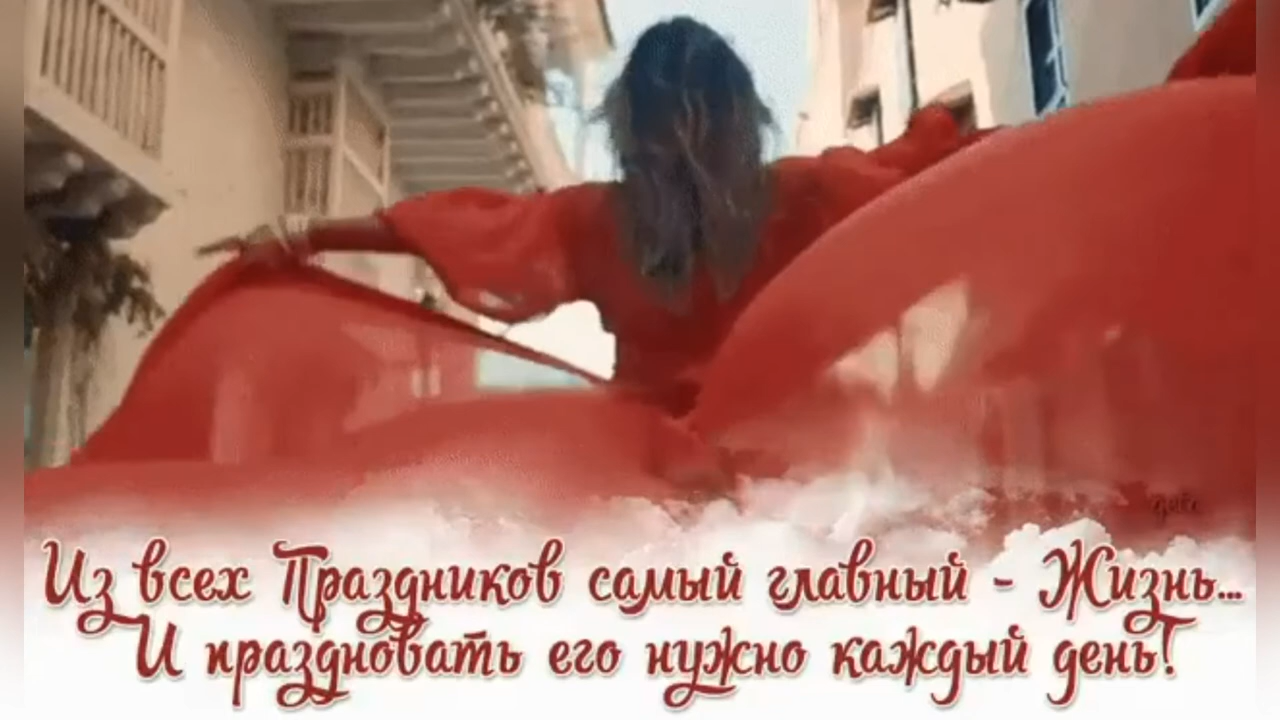 Из всех Праздников самый главный - Жизнь...
И праздновать его нужно каждый день!